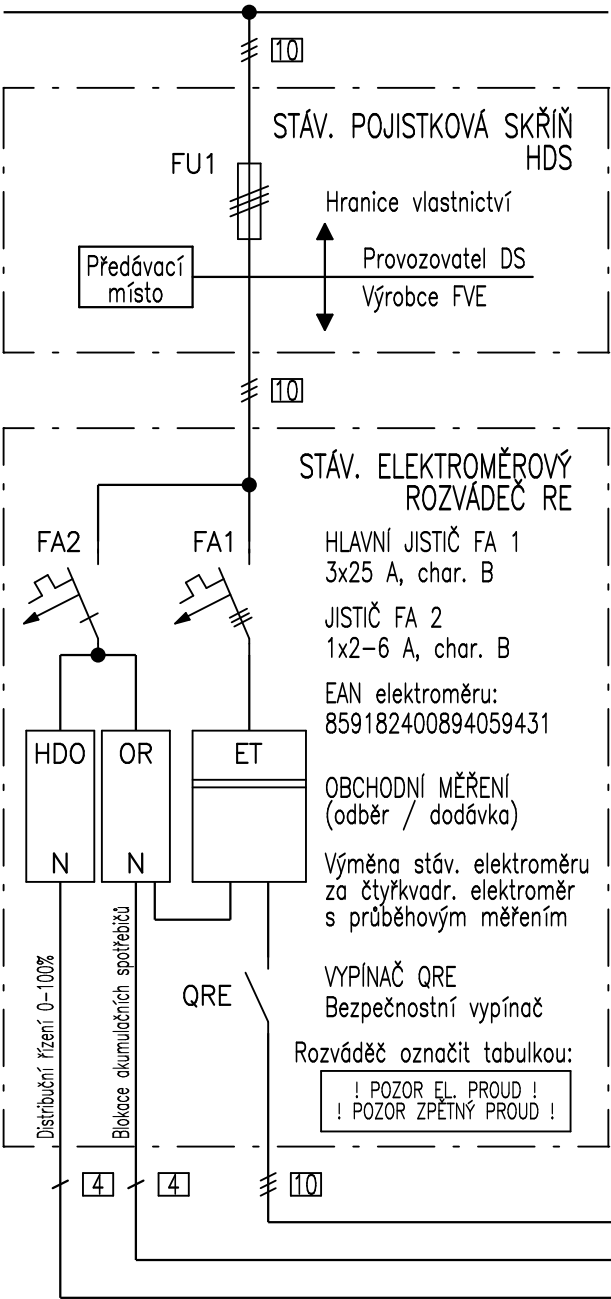 10
STÁV. POJISTKOVÁ SKŘÍŇ
HDS
FU1
Hranice vlastnictví
Předávací
místo
Provozovatel DS
Výrobce FVE
10
STÁV. ELEKTROMĚROVÝ
ROZVÁDEČ RE
FA2
FA1
HLAVNÍ JISTIČ FA 1
3x25 A, char. B
JISTIČ FA 2
1x2-6 A, char. B
EAN elektroměru:
859182400894059431
HDO
OR
ET
OBCHODNÍ MĚŘENÍ
(odběr / dodávka)
N
N
Výměna stáv. elektroměru
za čtyřkvadr. elektroměr
s průběhovým měřením
Distribuční řízení 0-100%
Blokace akumulačních spotřebičů
QRE
VYPÍNAČ QRE
Bezpečnostní vypínač
Rozváděč označit tabulkou:
! POZOR EL. PROUD !
! POZOR ZPĚTNÝ PROUD !
4
4
10